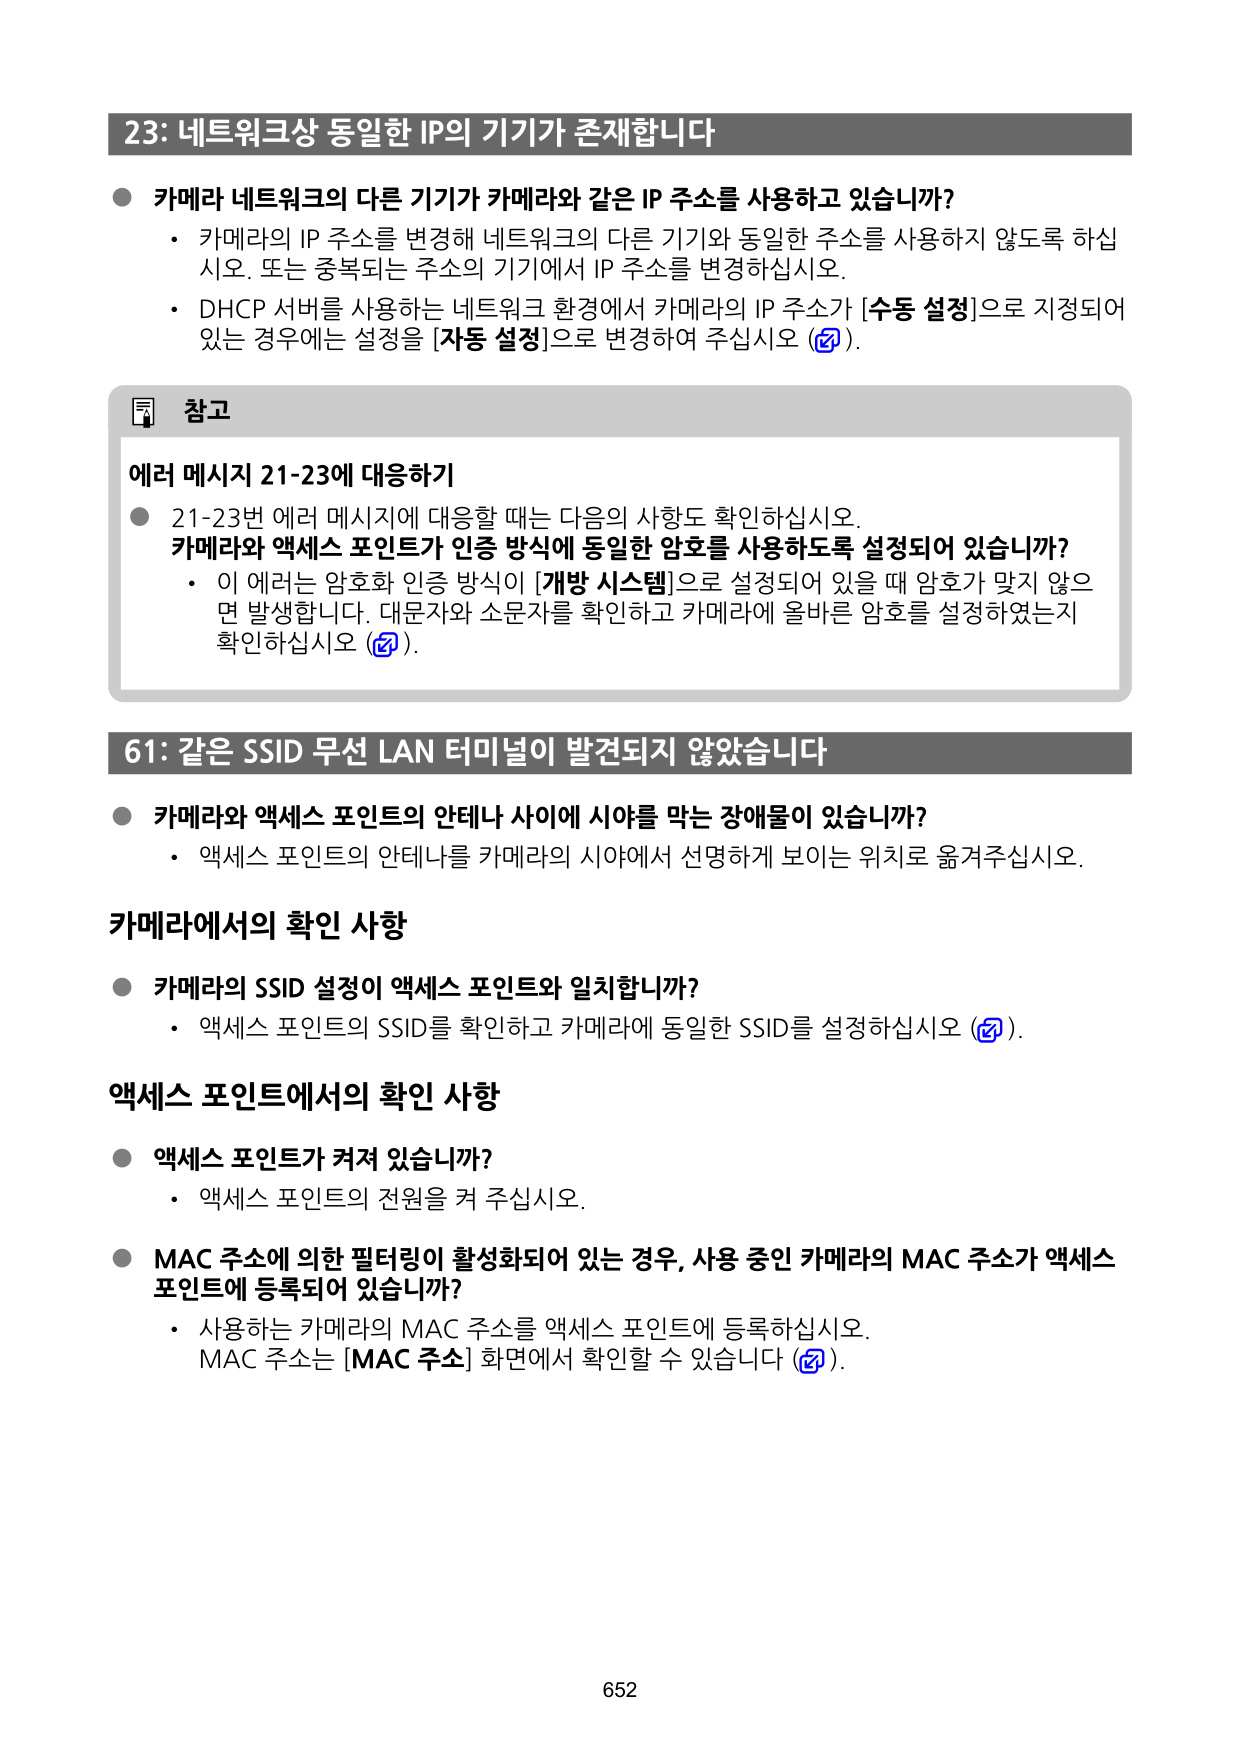 23: 네트워크상 동일한 IP의 기기가 존재합니다
● 카메라 네트워크의 다른 기기가 카메라와 같은 IP 주소를 사용하고 있습니까?
• 카메라의 IP 주소를 변경해 네트워크의 다른 기기와 동일한 주소를 사용하지 않도록 하십
시오. 또는 중복되는 주소의 기기에서 IP 주소를 변경하십시오.
• DHCP 서버를 사용하는 네트워크 환경에서 카메라의 IP 주소가 [수동 설정]으로 지정되어
있는 경우에는 설정을 [자동 설정]으로 변경하여 주십시오 ( ).
참고
에러 메시지 21-23에 대응하기
● 21-23번 에러 메시지에 대응할 때는 다음의 사항도 확인하십시오.
카메라와 액세스 포인트가 인증 방식에 동일한 암호를 사용하도록 설정되어 있습니까?
• 이 에러는 암호화 인증 방식이 [개방 시스템]으로 설정되어 있을 때 암호가 맞지 않으
면 발생합니다. 대문자와 소문자를 확인하고 카메라에 올바른 암호를 설정하였는지
확인하십시오 ( ).
61: 같은 SSID 무선 LAN 터미널이 발견되지 않았습니다
● 카메라와 액세스 포인트의 안테나 사이에 시야를 막는 장애물이 있습니까?
• 액세스 포인트의 안테나를 카메라의 시야에서 선명하게 보이는 위치로 옮겨주십시오.
카메라에서의 확인 사항
● 카메라의 SSID 설정이 액세스 포인트와 일치합니까?
• 액세스 포인트의 SSID를 확인하고 카메라에 동일한 SSID를 설정하십시오 ( ).
액세스 포인트에서의 확인 사항
● 액세스 포인트가 켜져 있습니까?
• 액세스 포인트의 전원을 켜 주십시오.
● MAC 주소에 의한 필터링이 활성화되어 있는 경우, 사용 중인 카메라의 MAC 주소가 액세스
포인트에 등록되어 있습니까?
• 사용하는 카메라의 MAC 주소를 액세스 포인트에 등록하십시오.
MAC 주소는 [MAC 주소] 화면에서 확인할 수 있습니다 ( ).
652